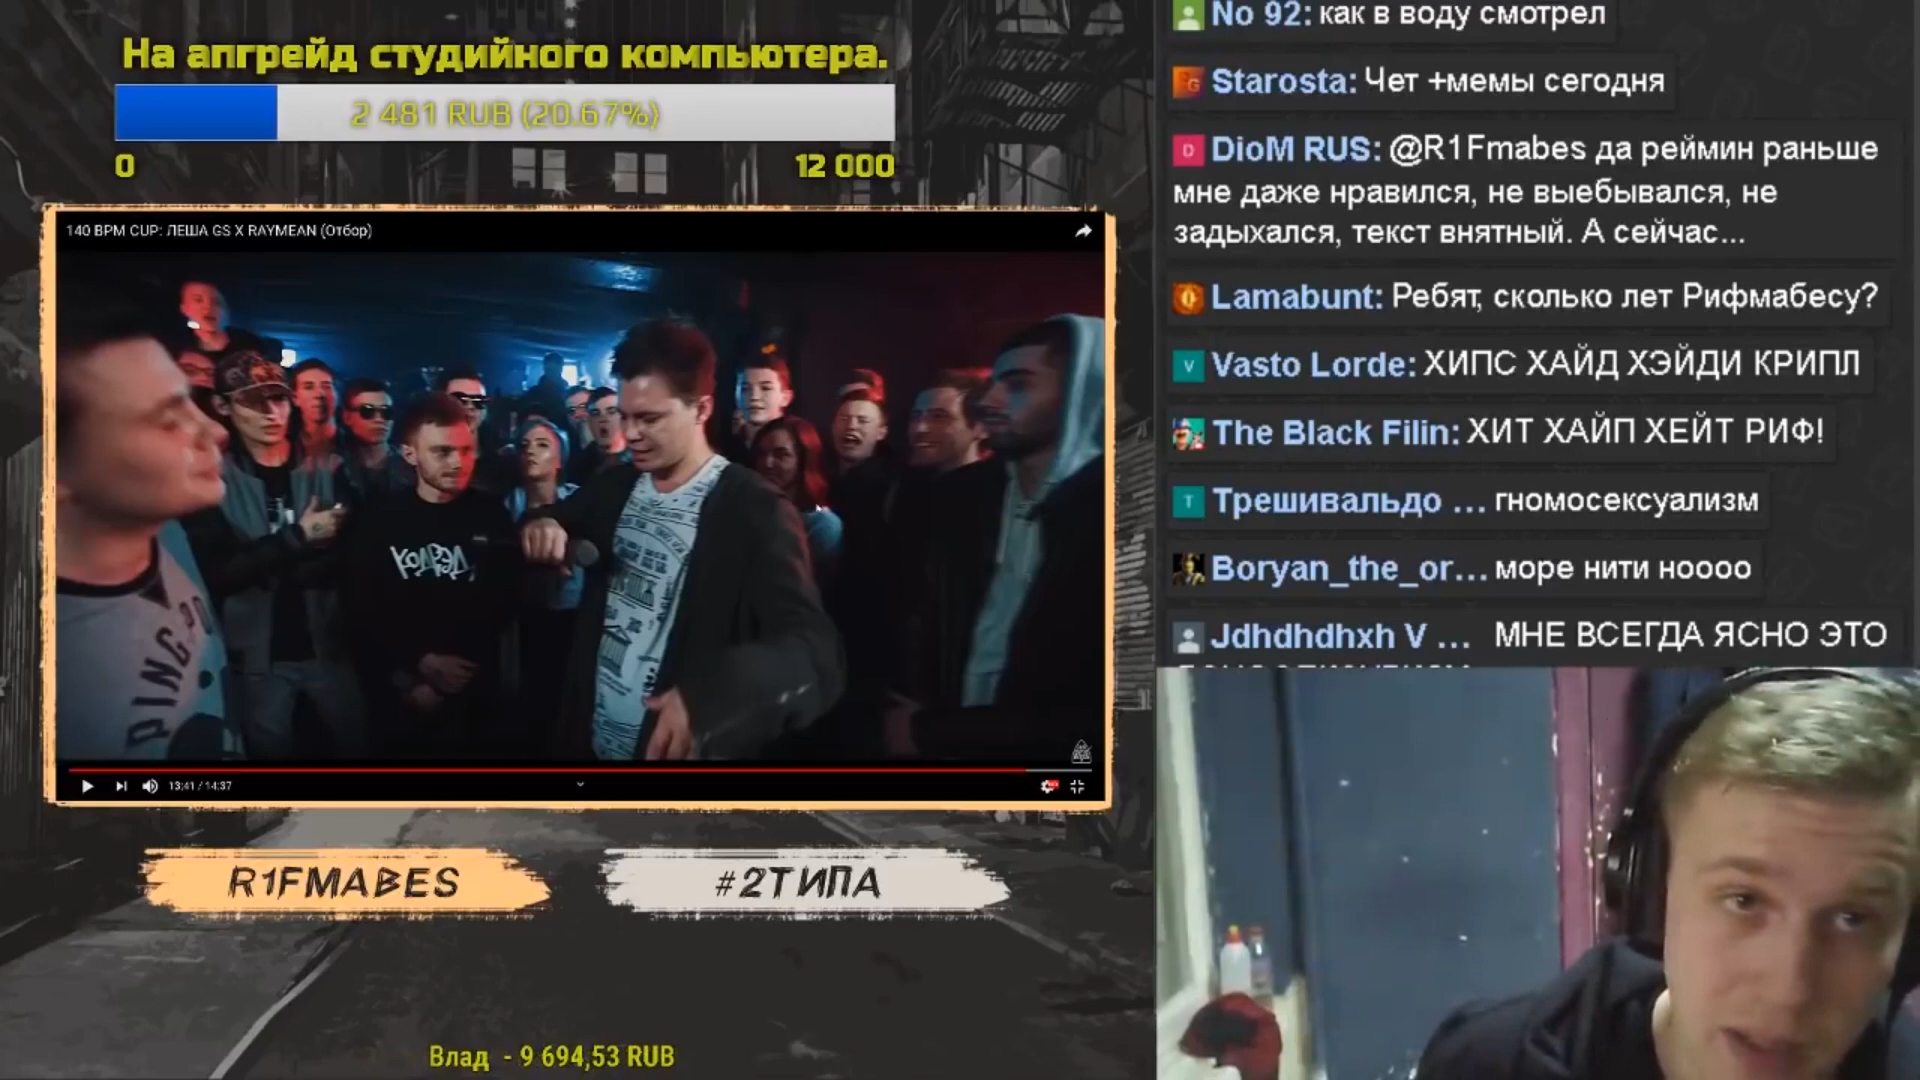 На апгрейд студийного компьютера.
2 481 RUB (20.67%)
0
12 000
140 BPM CUP: ЛЕША GS X RAYMEAN (Отбор)
КОДРЭД
PINC
13:41 / 14:37
R1FMABES
#2ТИПА
Влад - 9 694,53 RUB
No 92: как в воду смотрел
Starosta: Чет +мемы сегодня
DioM RUS: @R1Fmabes да реймин раньше
мне даже нравился, не выебывался, не
задыхался, текст внятный. А сейчас...
Lamabunt: Ребят, сколько лет Рифмабесу?
Vasto Lorde: ХИПС ХАЙД ХЭЙДИ КРИПЛ
The Black Filin: ХИТ ХАЙП ХЕЙТ РИФ!
Трешивальдо ... гномосексуализм
Boryan_the_or... море нити ноооо
Jdhdhdhxh V ... МНЕ ВСЕГДА ЯСНО ЭТО